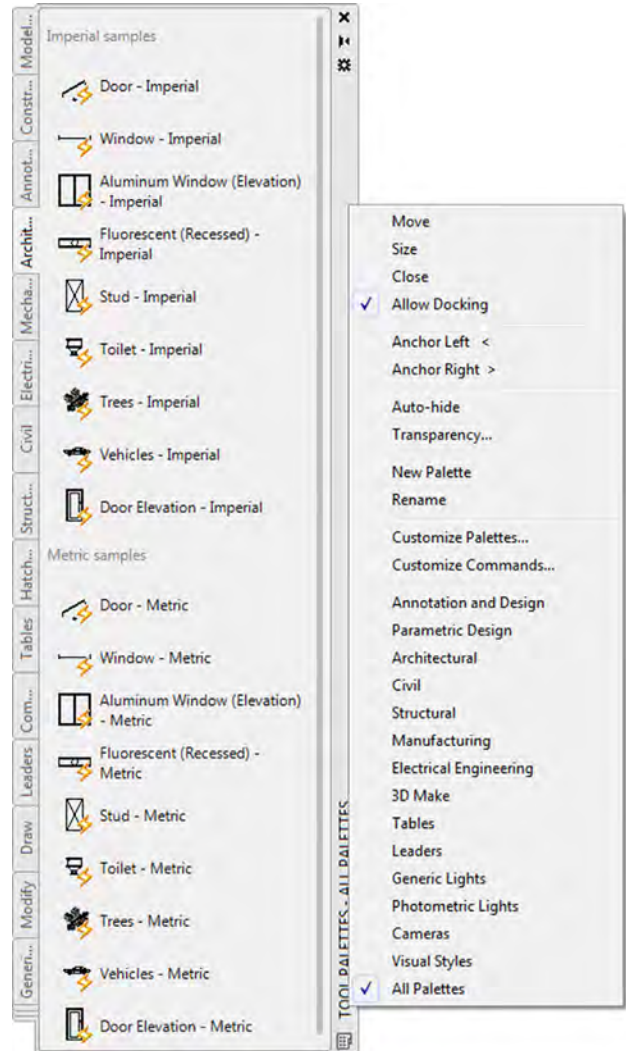 Model...
Constr...
Annot...
Archit...
Mecha...
Electri...
Civil
Struct...
Hatch...
Tables
Com...
Leaders
Draw
Modify
Generi...
Imperial samples
Door - Imperial
Window - Imperial
Aluminum Window (Elevation)
- Imperial
Fluorescent (Recessed) -
Imperial
Stud - Imperial
Toilet - Imperial
Trees - Imperial
Vehicles - Imperial
Door Elevation - Imperial
Metric samples
Door - Metric
Window - Metric
Aluminum Window (Elevation)
- Metric
Fluorescent (Recessed) -
Metric
Stud - Metric
Toilet - Metric
Trees - Metric
Vehicles - Metric
Door Elevation - Metric
TOOL PALETTES - ALL PALETTES
Move
Size
Close
Allow Docking
Anchor Left <
Anchor Right >
Auto-hide
Transparency...
New Palette
Rename
Customize Palettes...
Customize Commands...
Annotation and Design
Parametric Design
Architectural
Civil
Structural
Manufacturing
Electrical Engineering
3D Make
Tables
Leaders
Generic Lights
Photometric Lights
Cameras
Visual Styles
All Palettes